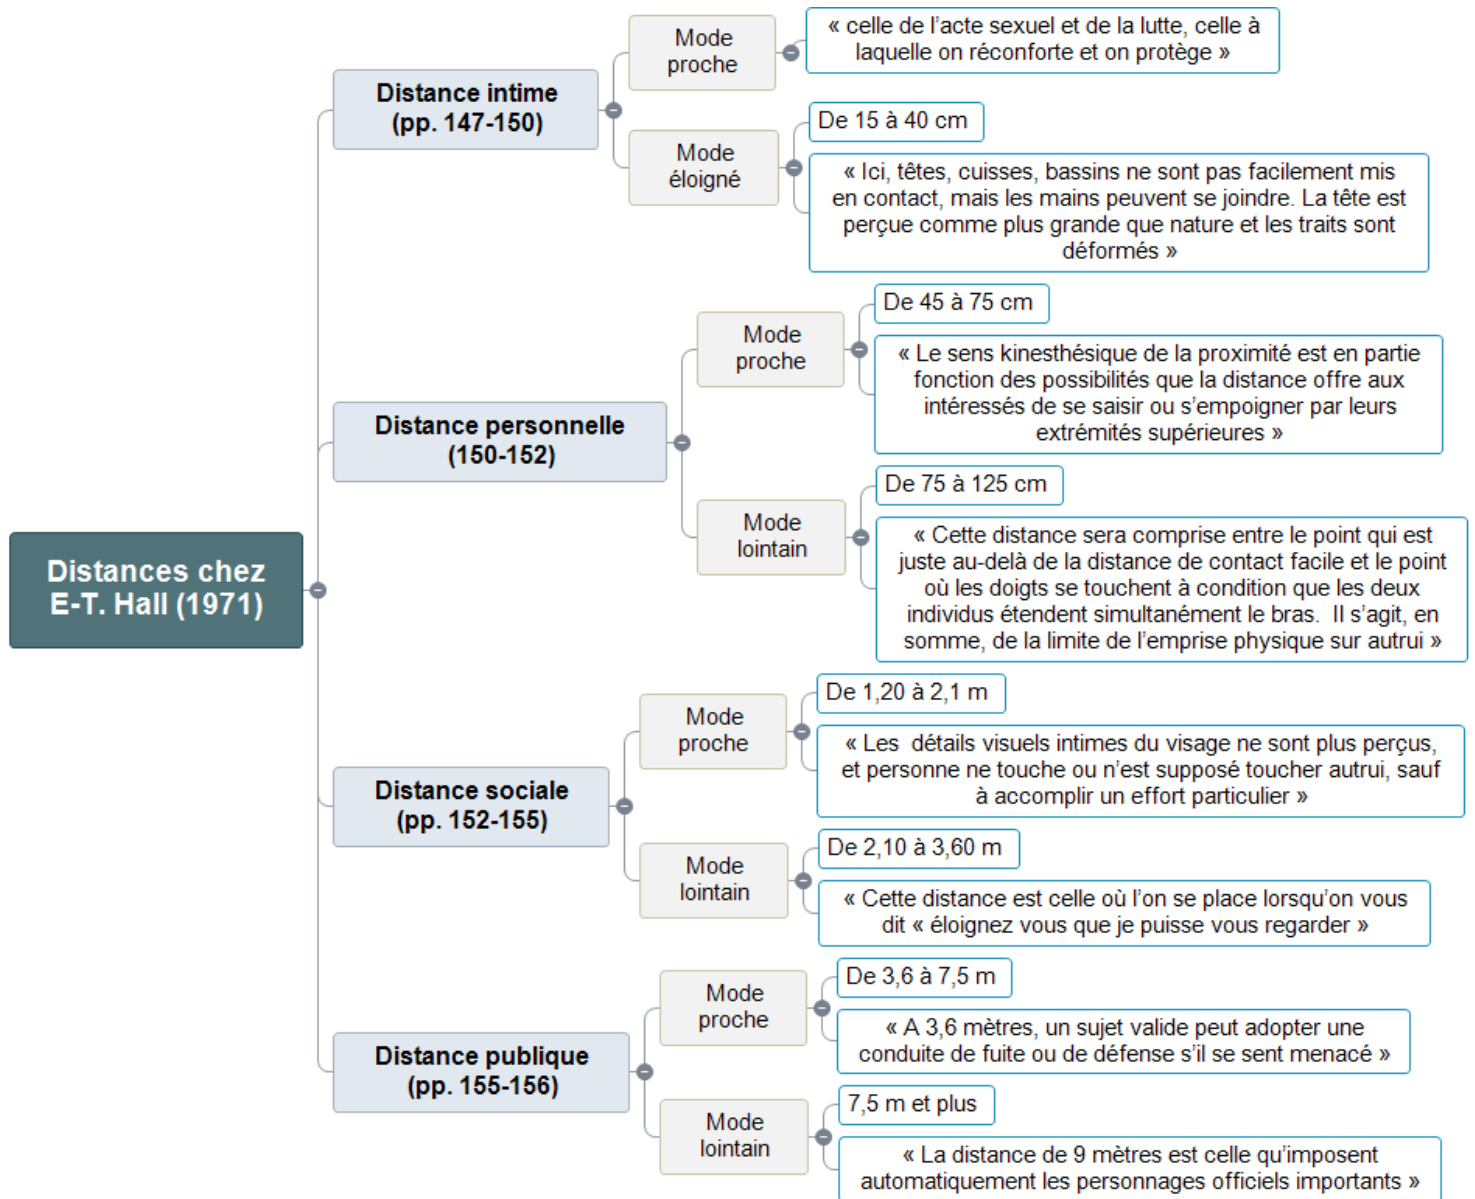 Distances chez
E-T. Hall (1971)
Distance intime
(pp. 147-150)
Mode
proche
« celle de l’acte sexuel et de la lutte, celle à
laquelle on réconforte et on protège »
Mode
éloigné
De 15 à 40 cm
« Ici, têtes, cuisses, bassins ne sont pas facilement mis
en contact, mais les mains peuvent se joindre. La tête est
perçue comme plus grande que nature et les traits sont
déformés »
Distance personnelle
(150-152)
Mode
proche
De 45 à 75 cm
« Le sens kinesthésique de la proximité est en partie
fonction des possibilités que la distance offre aux
intéressés de se saisir ou s’empoigner par leurs
extrémités supérieures »
Mode
lointain
De 75 à 125 cm
« Cette distance sera comprise entre le point qui est
juste au-delà de la distance de contact facile et le point
où les doigts se touchent à condition que les deux
individus étendent simultanément le bras.  Il s’agit, en
somme, de la limite de l’emprise physique sur autrui »
Distance sociale
(pp. 152-155)
Mode
proche
De 1,20 à 2,1 m
« Les  détails visuels intimes du visage ne sont plus perçus,
et personne ne touche ou n’est supposé toucher autrui, sauf
à accomplir un effort particulier »
Mode
lointain
De 2,10 à 3,60 m
« Cette distance est celle où l’on se place lorsqu’on vous
dit « éloignez vous que je puisse vous regarder »
Distance publique
(pp. 155-156)
Mode
proche
De 3,6 à 7,5 m
« A 3,6 mètres, un sujet valide peut adopter une
conduite de fuite ou de défense s’il se sent menacé »
Mode
lointain
7,5 m et plus
« La distance de 9 mètres est celle qu’imposent
automatiquement les personnages officiels importants »